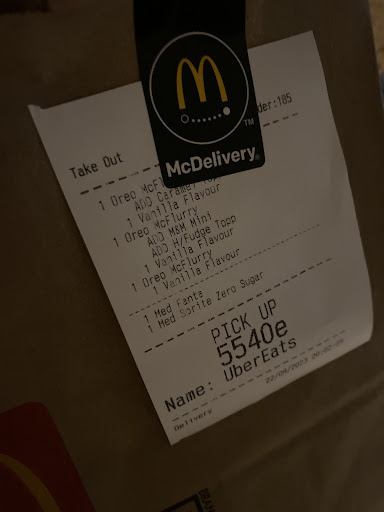 M
TM
McDelivery®
der:185
Take Out
1 Oreo McFl
ADD Caramel
1 Vanilla Flavour
1 Oreo McFlurry
ADD M&M Mini
ADD H/Fudge Topp
1 Vanilla Flavour
1 Oreo McFlurry
1 Vanilla Flavour
1 Med Fanta
1 Med Sprite Zero Sugar
PICK UP
5540e
Name: UberEats
Delivery